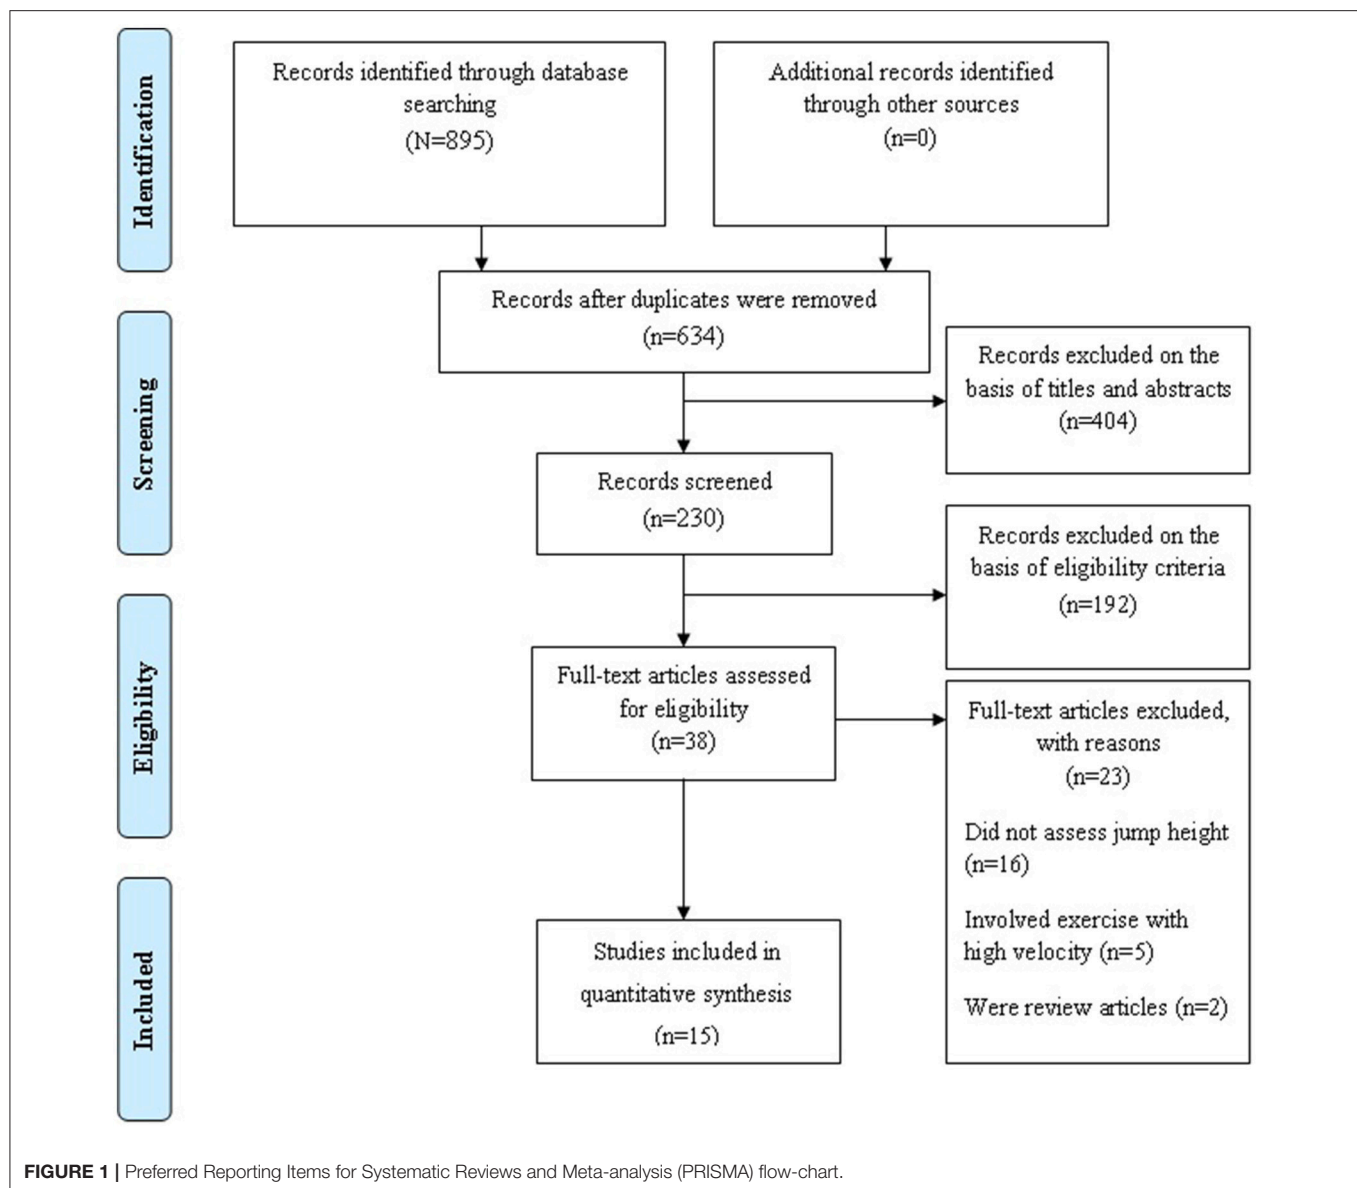 Identification
Records identified through database
searching
(N=895)
Additional records identified
through other sources
(n=0)
Records after duplicates were removed
(n=634)
Screening
Records excluded on the
basis of titles and abstracts
(n=404)
Records screened
(n=230)
Records excluded on the
basis of eligibility criteria
(n=192)
Eligibility
Full-text articles assessed
for eligibility
(n=38)
Full-text articles excluded,
with reasons
(n=23)
Did not assess jump height
(n=16)
Involved exercise with
high velocity (n=5)
Were review articles (n=2)
Included
Studies included in
quantitative synthesis
(n=15)
FIGURE 1 | Preferred Reporting Items for Systematic Reviews and Meta-analysis (PRISMA) flow-chart.